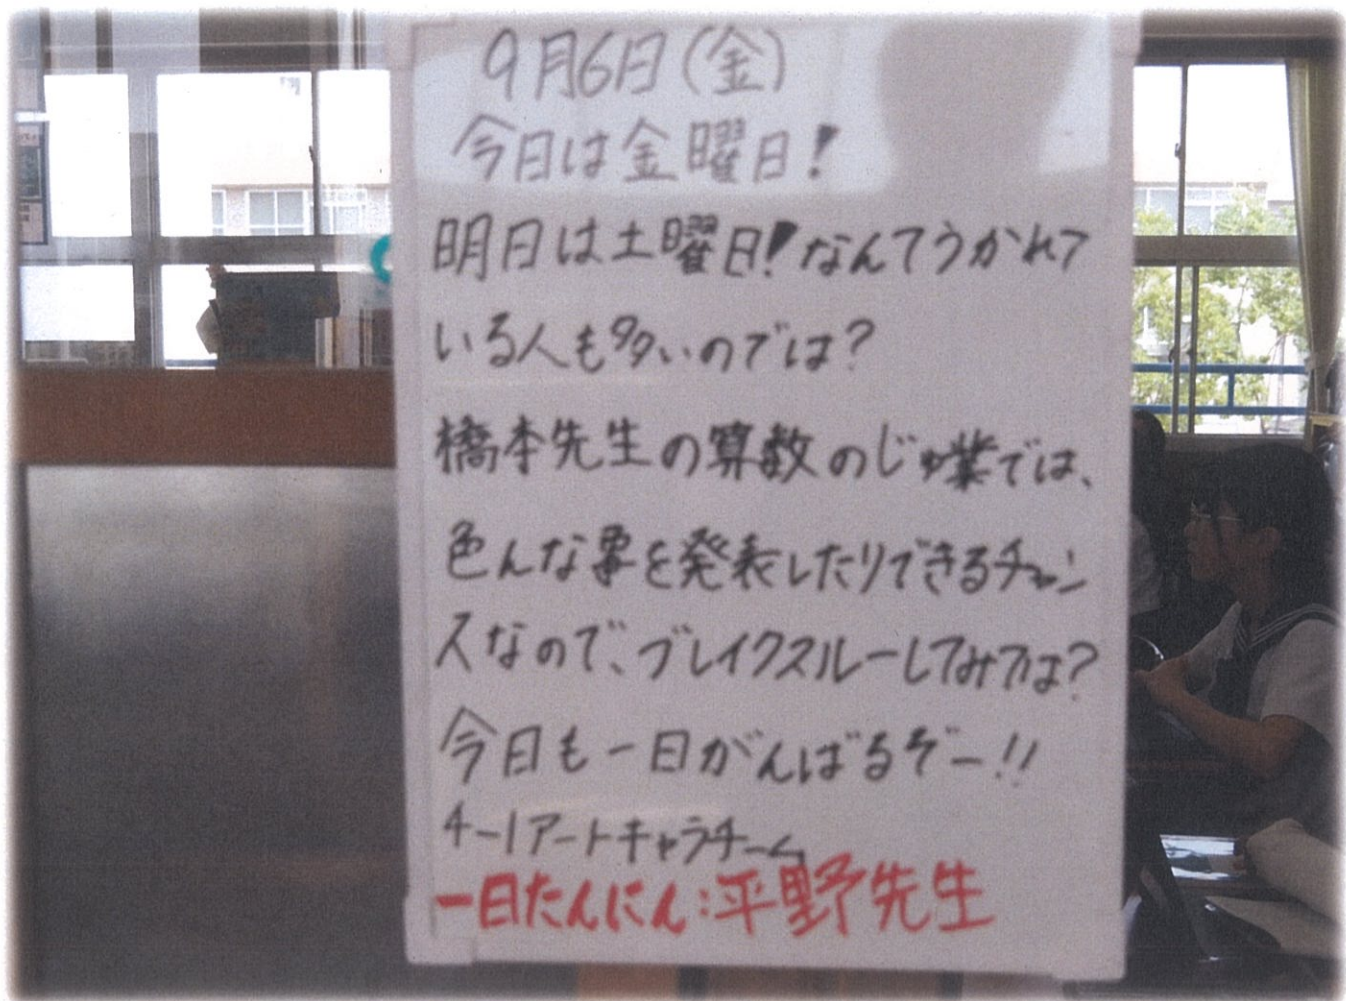 9月6日(金)
今日は金曜日!
明日は土曜日!なんてうかれて
いる人も多いのでは?
橋本先生の算数のじゅ業では、
色んな事を発表したりできるチャン
スなので、ブレイクスルーしてみては?
今日も一日がんばるぞー!!
アートキャラチーム
一日たんにん:平野先生